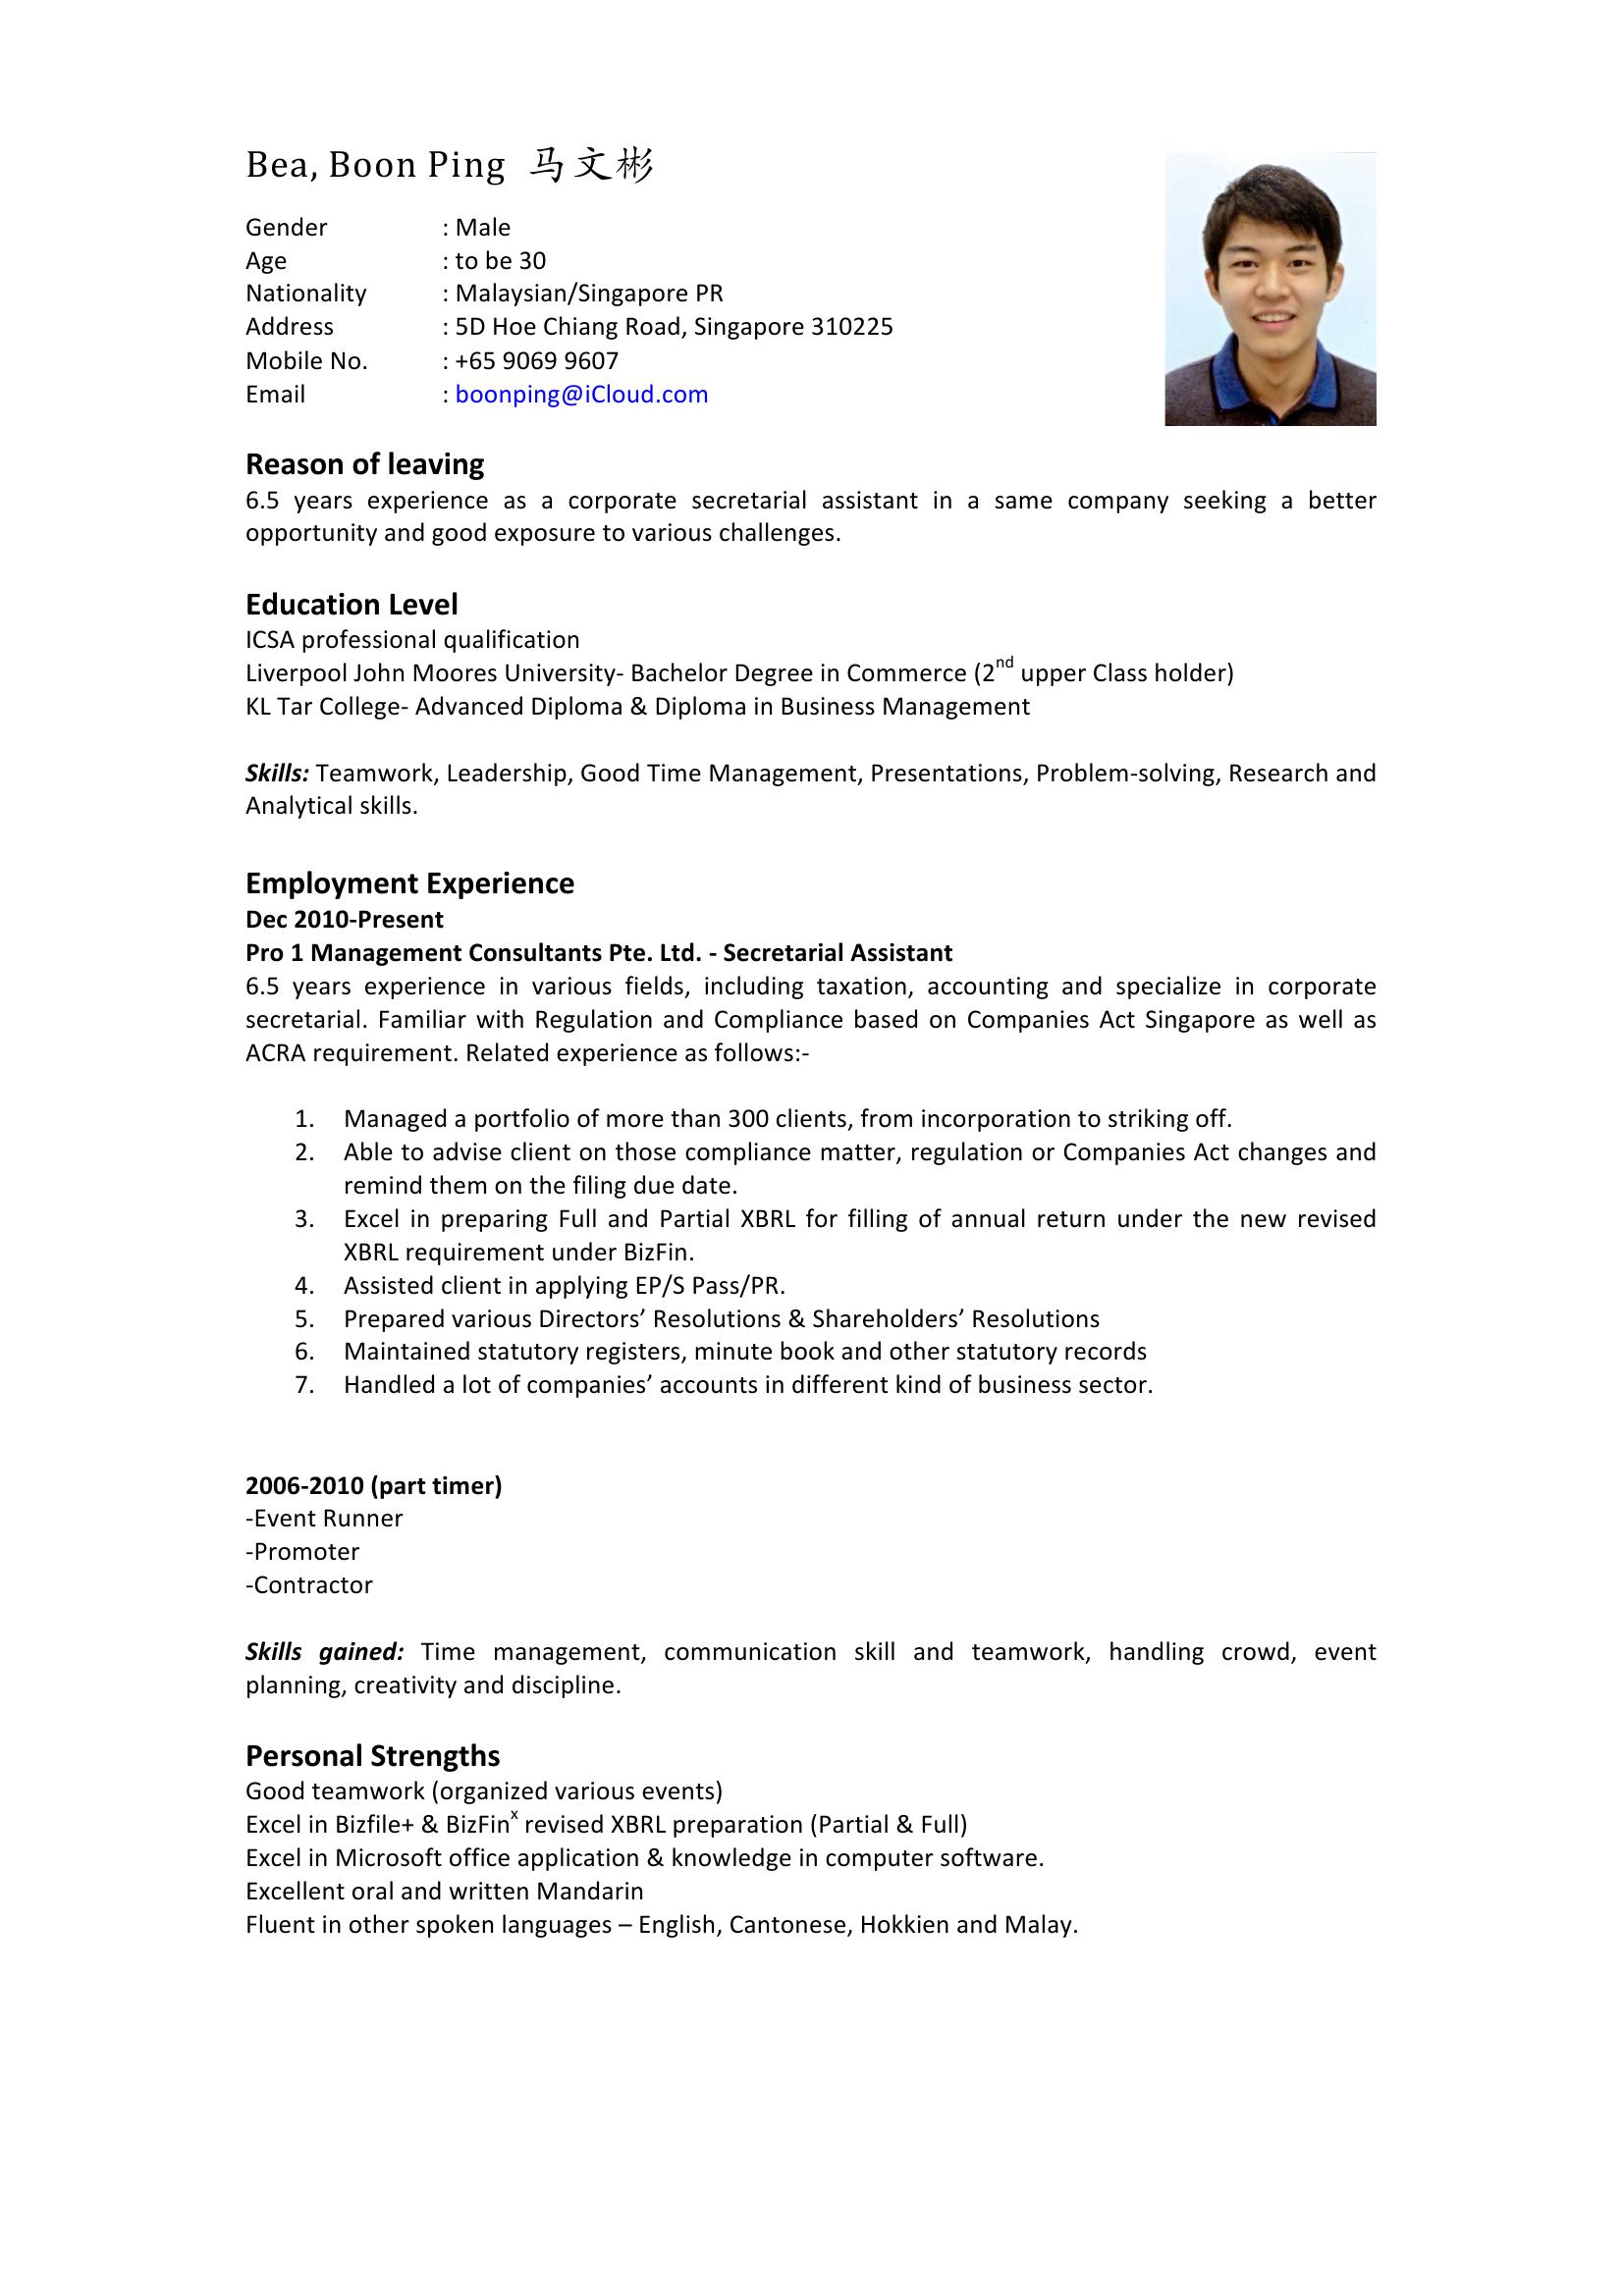 Bea, Boon Ping 马文彬
Gender : Male
Age : to be 30
Nationality : Malaysian/Singapore PR
Address : 5D Hoe Chiang Road, Singapore 310225
Mobile No. : +65 9069 9607
Email : boonping@iCloud.com
Reason of leaving
6.5 years experience as a corporate secretarial assistant in a same company seeking a better
opportunity and good exposure to various challenges.
Education Level
ICSA professional qualification
Liverpool John Moores University- Bachelor Degree in Commerce (2nd upper Class holder)
KL Tar College- Advanced Diploma & Diploma in Business Management
Skills: Teamwork, Leadership, Good Time Management, Presentations, Problem-solving, Research and
Analytical skills.
Employment Experience
Dec 2010-Present
Pro 1 Management Consultants Pte. Ltd. - Secretarial Assistant
6.5 years experience in various fields, including taxation, accounting and specialize in corporate
secretarial. Familiar with Regulation and Compliance based on Companies Act Singapore as well as
ACRA requirement. Related experience as follows:-
1. Managed a portfolio of more than 300 clients, from incorporation to striking off.
2. Able to advise client on those compliance matter, regulation or Companies Act changes and
remind them on the filing due date.
3. Excel in preparing Full and Partial XBRL for filling of annual return under the new revised
XBRL requirement under BizFin.
4. Assisted client in applying EP/S Pass/PR.
5. Prepared various Directors’ Resolutions & Shareholders’ Resolutions
6. Maintained statutory registers, minute book and other statutory records
7. Handled a lot of companies’ accounts in different kind of business sector.
2006-2010 (part timer)
-Event Runner
-Promoter
-Contractor
Skills gained: Time management, communication skill and teamwork, handling crowd, event
planning, creativity and discipline.
Personal Strengths
Good teamwork (organized various events)
Excel in Bizfile+ & BizFinx revised XBRL preparation (Partial & Full)
Excel in Microsoft office application & knowledge in computer software.
Excellent oral and written Mandarin
Fluent in other spoken languages – English, Cantonese, Hokkien and Malay.